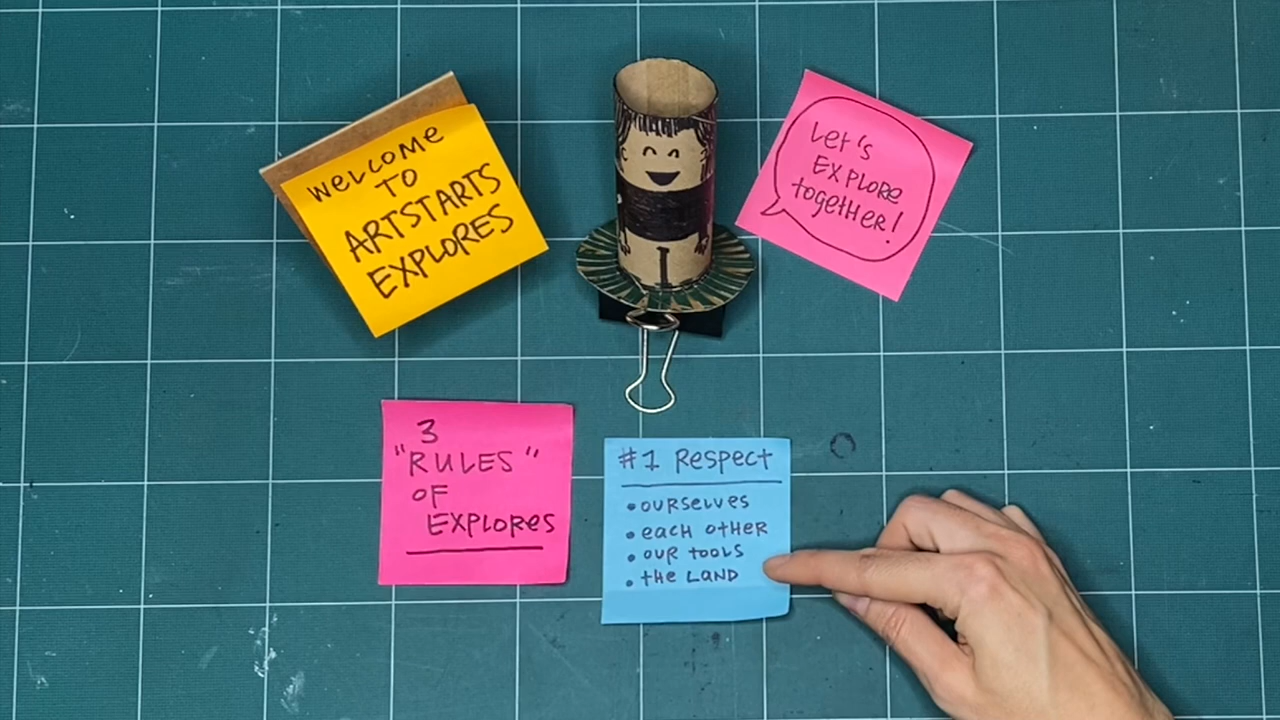 WELCOME
TO
ARTSTARTS
EXPLORES
Let's
EXPLORE
together!
3
"RULES"
OF
EXPLORES
#1 Respect
• OURSELVES
• each other
• our tools
• the Land